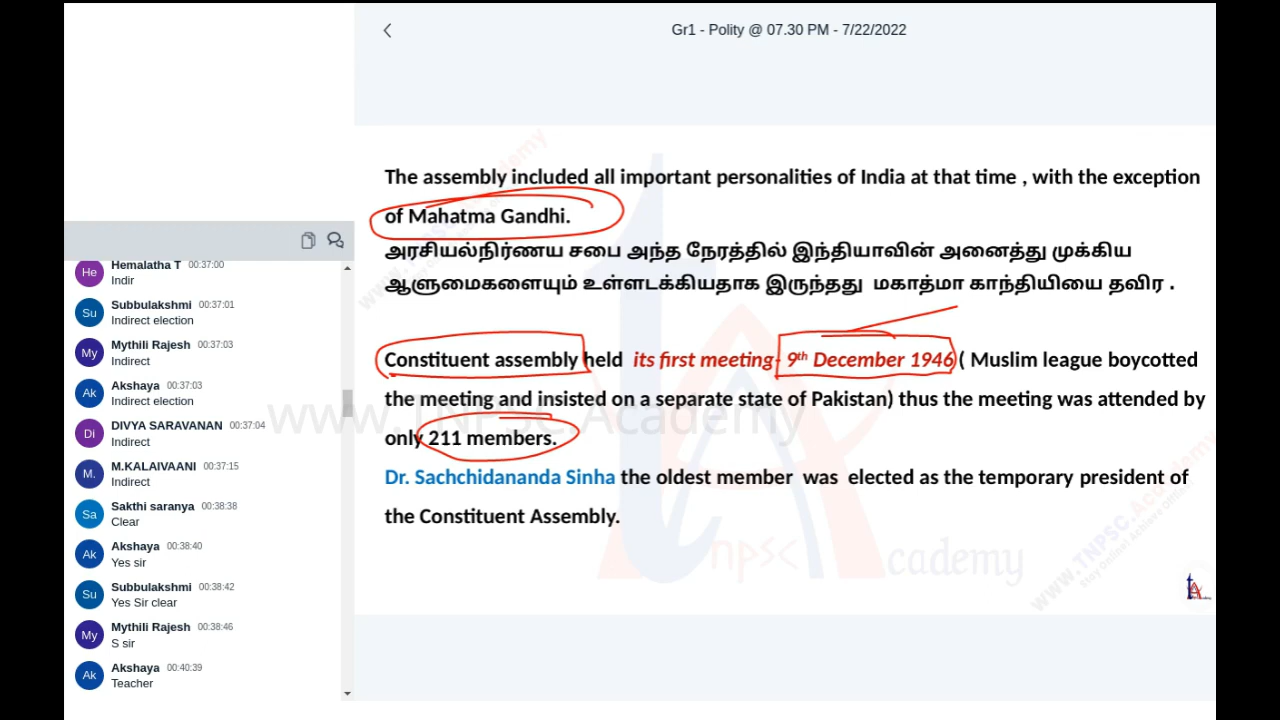 Gr1 - Polity @ 07.30 PM - 7/22/2022
The assembly included all important personalities of India at that time , with the exception
of Mahatma Gandhi.
அரசியல்நிர்ணய சபை அந்த நேரத்தில் இந்தியாவின் அனைத்து முக்கிய
ஆளுமைகளையும் உள்ளடக்கியதாக இருந்தது மகாத்மா காந்தியியை தவிர .
Constituent assembly held its first meeting- 9th December 1946 ( Muslim league boycotted
the meeting and insisted on a separate state of Pakistan) thus the meeting was attended by
only 211 members.
Dr. Sachchidananda Sinha the oldest member was elected as the temporary president of
the Constituent Assembly.
www.TNPSC.Academy
tnpsc Academy
He Hemalatha T 00:37:00
Indir
Su Subbulakshmi 00:37:01
Indirect election
My Mythili Rajesh 00:37:03
Indirect
Ak Akshaya 00:37:03
Indirect election
Di DIVYA SARAVANAN 00:37:04
Indirect
M. M.KALAIVAANI 00:37:15
Indirect
Sa Sakthi saranya 00:38:38
Clear
Ak Akshaya 00:38:40
Yes sir
Su Subbulakshmi 00:38:42
Yes Sir clear
My Mythili Rajesh 00:38:46
S sir
Ak Akshaya 00:40:39
Teacher